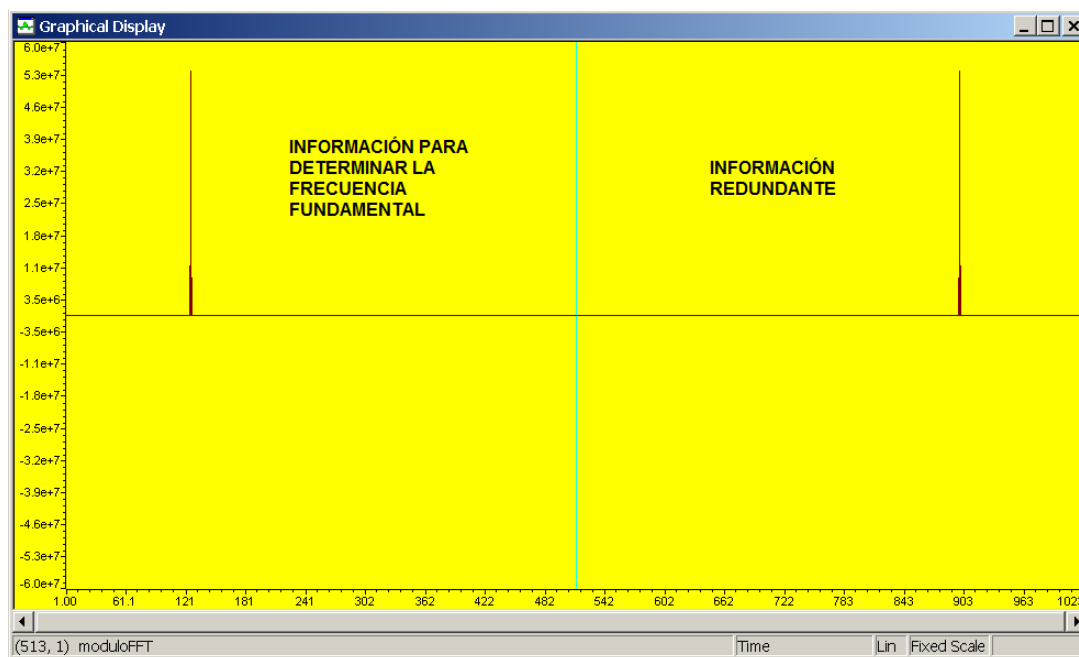 Graphical Display
6.0e+7
5.3e+7
4.6e+7
3.9e+7
3.2e+7
2.5e+7
1.8e+7
1.1e+7
3.5e+6
-3.5e+6
-1.1e+7
-1.8e+7
-2.5e+7
-3.2e+7
-3.9e+7
-4.6e+7
-5.3e+7
-6.0e+7
INFORMACIÓN PARA
DETERMINAR LA
FRECUENCIA
FUNDAMENTAL
INFORMACIÓN
REDUNDANTE
1.00 61.1 121 181 241 302 362 422 482 542 602 662 722 783 843 903 963 1023
(513, 1) moduloFFT Time Lin Fixed Scale